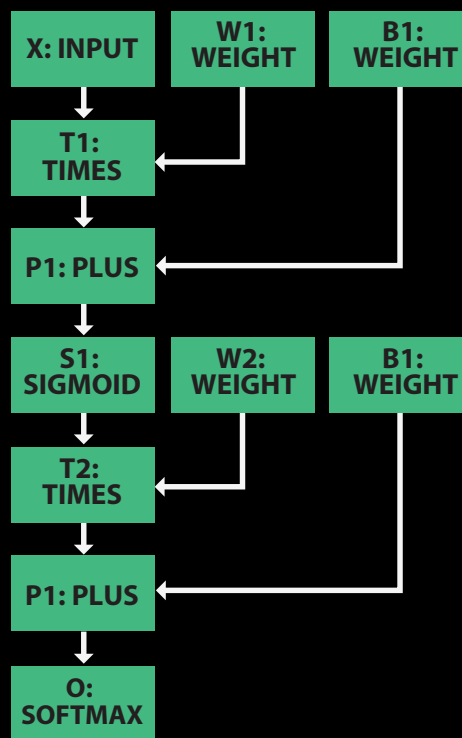 X: INPUT
W1:
WEIGHT
B1:
WEIGHT
T1:
TIMES
P1: PLUS
S1:
SIGMOID
W2:
WEIGHT
B1:
WEIGHT
T2:
TIMES
P1: PLUS
O:
SOFTMAX